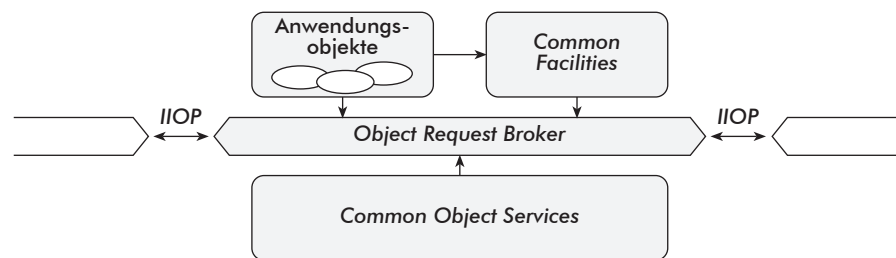 Anwendungs-
objekte
Common
Facilities
IIOP
Object Request Broker
IIOP
Common Object Services